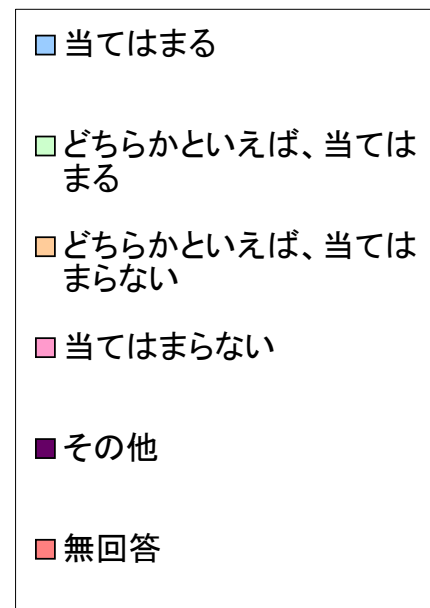 当てはまる
どちらかといえば、当ては
まる
どちらかといえば、当ては
まらない
当てはまらない
その他
無回答